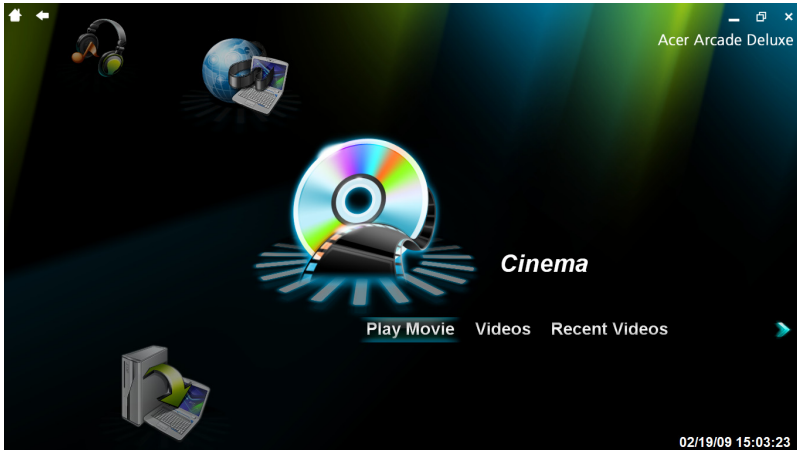 Acer Arcade Deluxe
Cinema
Play Movie Videos Recent Videos
02/19/09 15:03:23